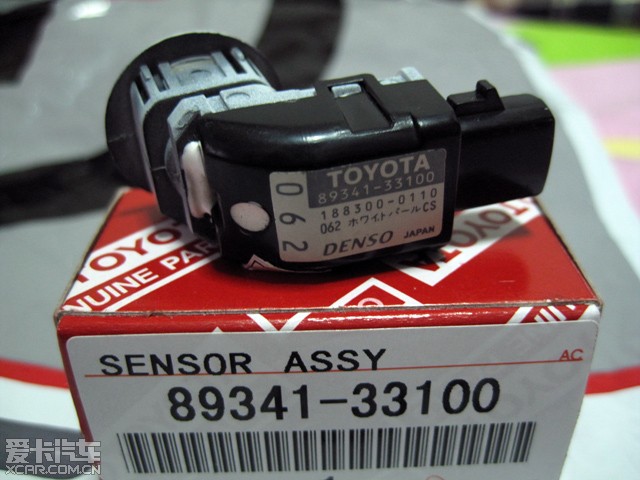 TOYOTA
89341-33100
188300-0110
062 ホワイトパールCS
DENSO JAPAN
062
TOYOTA
GENUINE PARTS
TOYOTA
SENSOR ASSY
AC
89341-33100
爱卡汽车
XCAR.COM.CN